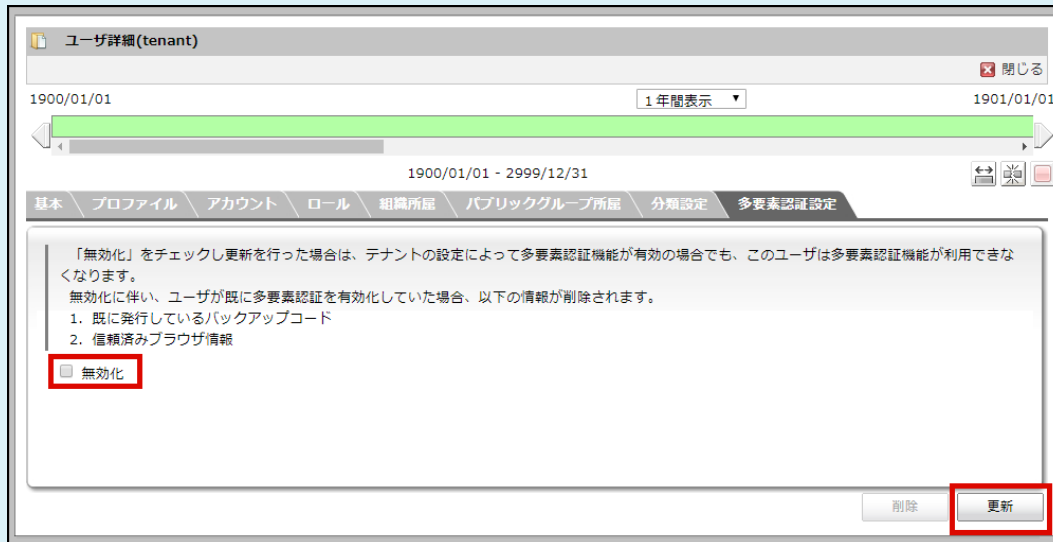 ユーザ詳細(tenant)
閉じる
1900/01/01 1年間表示 1901/01/01
1900/01/01 - 2999/12/31
基本 プロファイル アカウント ロール 組織所属 パブリックグループ所属 分類設定 多要素認証設定
「無効化」をチェックし更新を行った場合は、テナントの設定によって多要素認証機能が有効の場合でも、このユーザは多要素認証機能が利用できな
くなります。
無効化に伴い、ユーザが既に多要素認証を有効化していた場合、以下の情報が削除されます。
1. 既に発行しているバックアップコード
2. 信頼済みブラウザ情報
無効化
削除 更新